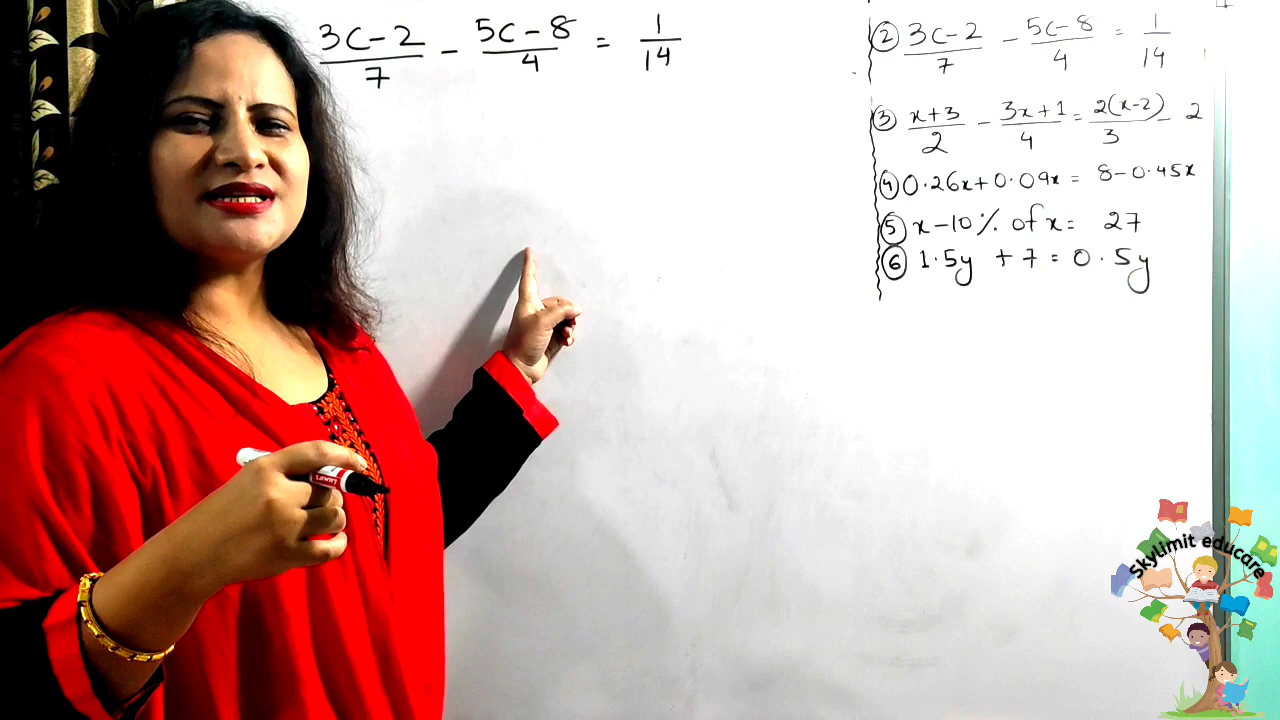 3c-2/7 - 5c-8/4 = 1/14
② 3c-2/7 - 5c-8/4 = 1/14
③ x+3/2 - 3x+1/4 = 2(x-2)/3 - 2
④ 0.26x+0.09x = 8-0.45x
⑤ x-10% of x = 27
⑥ 1.5y + 7 = 0.5y
Skylimit educare